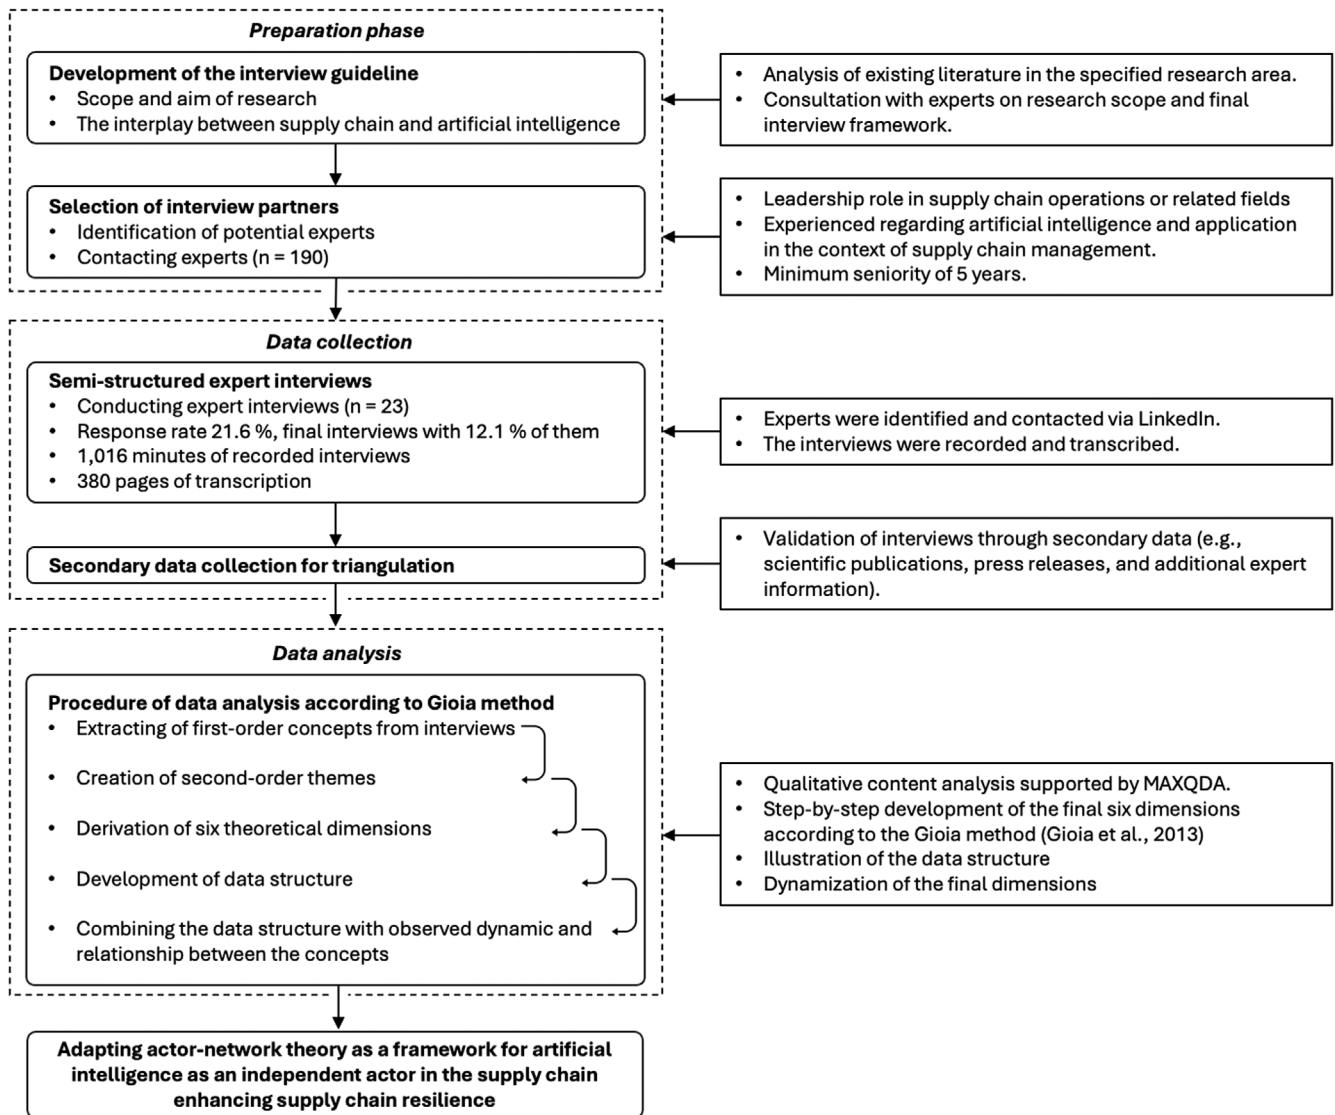 Preparation phase
Development of the interview guideline
• Scope and aim of research
• The interplay between supply chain and artificial intelligence
• Analysis of existing literature in the specified research area.
• Consultation with experts on research scope and final
interview framework.
Selection of interview partners
• Identification of potential experts
• Contacting experts (n = 190)
• Leadership role in supply chain operations or related fields
• Experienced regarding artificial intelligence and application
in the context of supply chain management.
• Minimum seniority of 5 years.
Data collection
Semi-structured expert interviews
• Conducting expert interviews (n = 23)
• Response rate 21.6 %, final interviews with 12.1 % of them
• 1,016 minutes of recorded interviews
• 380 pages of transcription
• Experts were identified and contacted via LinkedIn.
• The interviews were recorded and transcribed.
Secondary data collection for triangulation
• Validation of interviews through secondary data (e.g.,
scientific publications, press releases, and additional expert
information).
Data analysis
Procedure of data analysis according to Gioia method
• Extracting of first-order concepts from interviews
• Creation of second-order themes
• Derivation of six theoretical dimensions
• Development of data structure
• Combining the data structure with observed dynamic and
relationship between the concepts
• Qualitative content analysis supported by MAXQDA.
• Step-by-step development of the final six dimensions
according to the Gioia method (Gioia et al., 2013)
• Illustration of the data structure
• Dynamization of the final dimensions
Adapting actor-network theory as a framework for artificial
intelligence as an independent actor in the supply chain
enhancing supply chain resilience